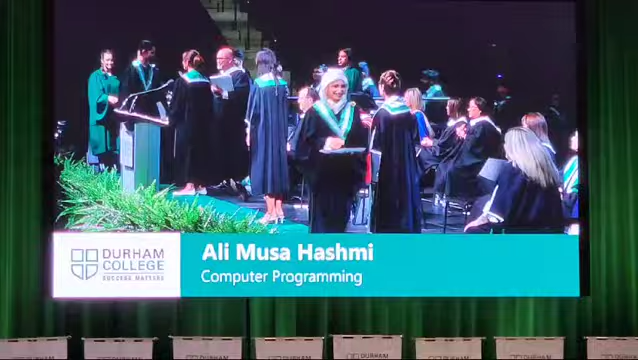 DURHAM
COLLEGE
SUCCESS MATTERS
Ali Musa Hashmi
Computer Programming